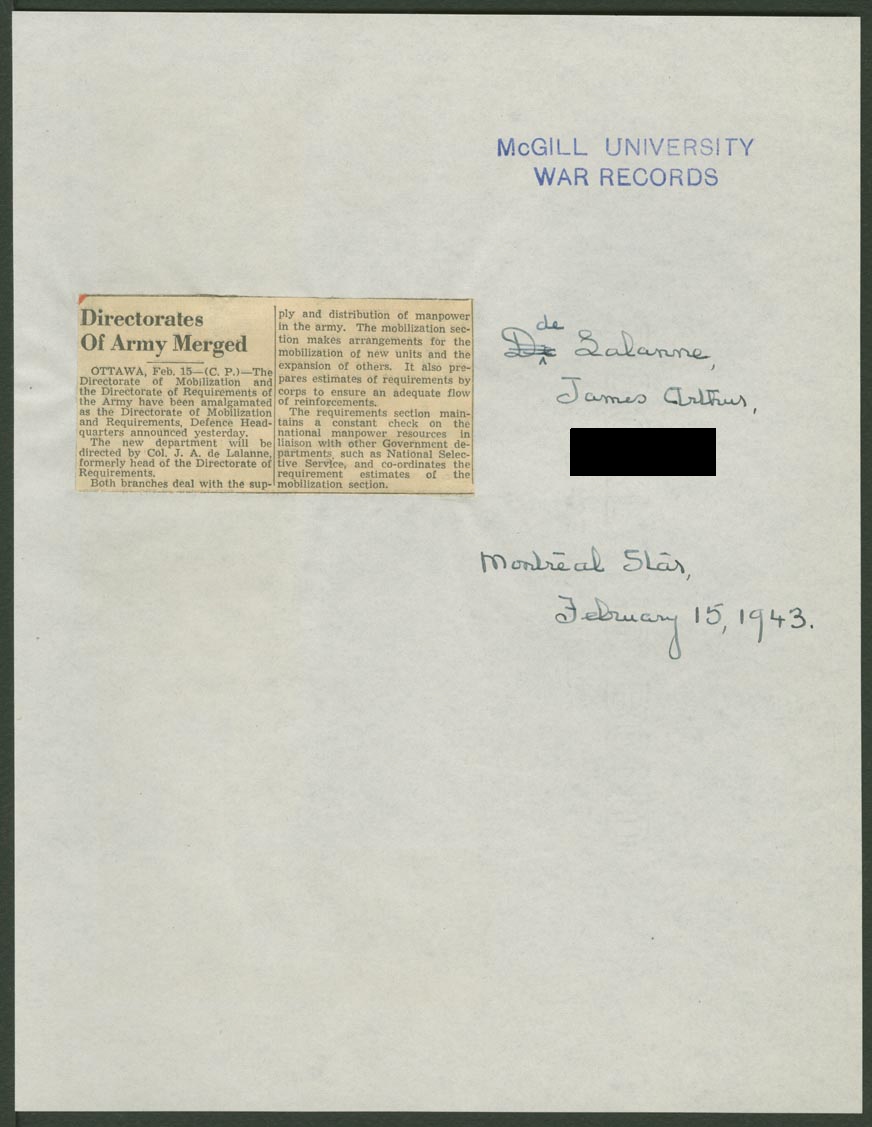 McGILL UNIVERSITY
WAR RECORDS
Directorates
Of Army Merged
OTTAWA, Feb. 15—(C. P.)—The
Directorate of Mobilization and
the Directorate of Requirements of
the Army have been amalgamated
as the Directorate of Mobilization
and Requirements, Defence Head-
quarters announced yesterday.
The new department will be
directed by Col. J. A. de Lalanne,
formerly head of the Directorate of
Requirements.
Both branches deal with the sup-
ply and distribution of manpower
in the army. The mobilization sec-
tion makes arrangements for the
mobilization of new units and the
expansion of others. It also pre-
pares estimates of requirements by
corps to ensure an adequate flow
of reinforcements.
The requirements section main-
tains a constant check on the
national manpower resources in
liaison with other Government de-
partments, such as National Selec-
tive Service, and co-ordinates the
requirement estimates of the
mobilization section.
de Lalanne,
James Arthur,
Montreal Star,
February 15, 1943.